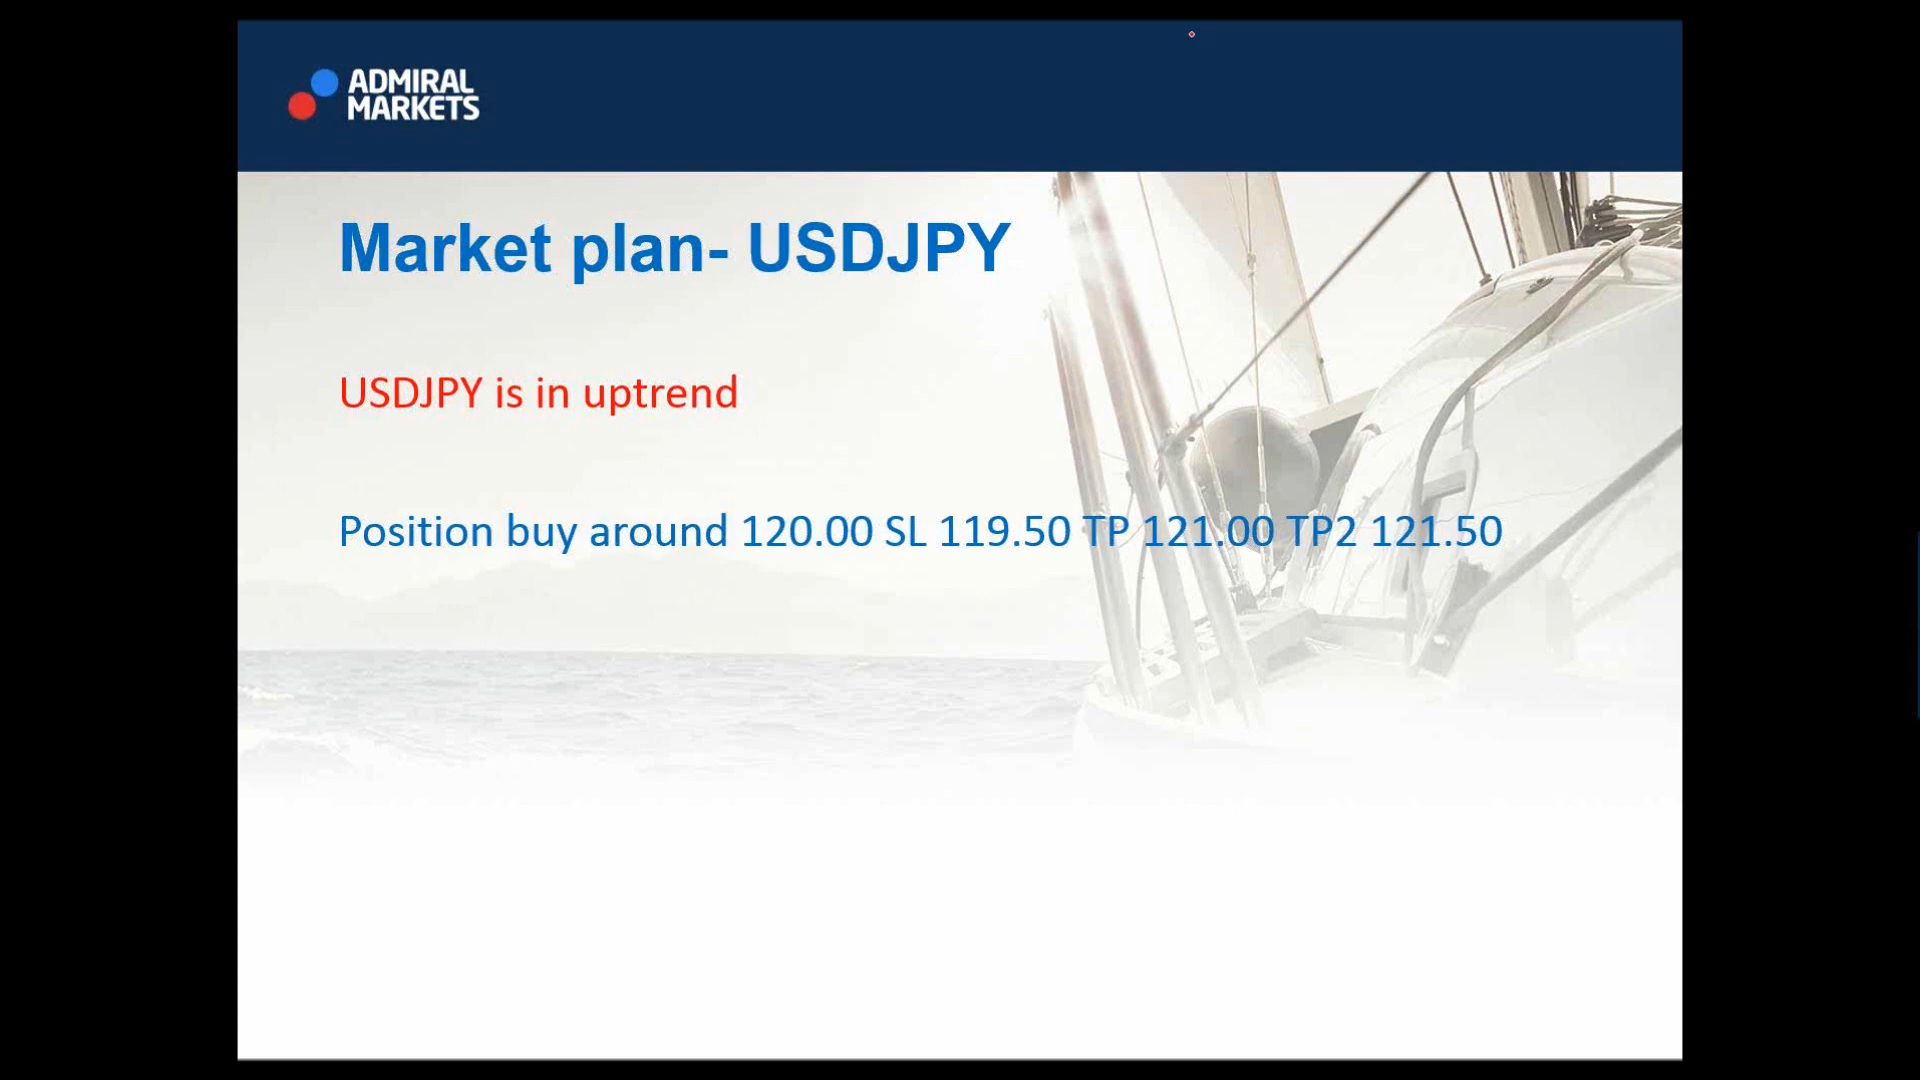 ADMIRAL
MARKETS
Market plan- USDJPY
USDJPY is in uptrend
Position buy around 120.00 SL 119.50 TP 121.00 TP2 121.50